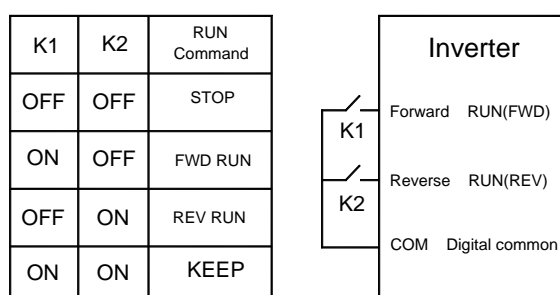 K1 K2 RUN Command
OFF OFF STOP
ON OFF FWD RUN
OFF ON REV RUN
ON ON KEEP
Inverter
K1
Forward RUN(FWD)
K2
Reverse RUN(REV)
COM Digital common